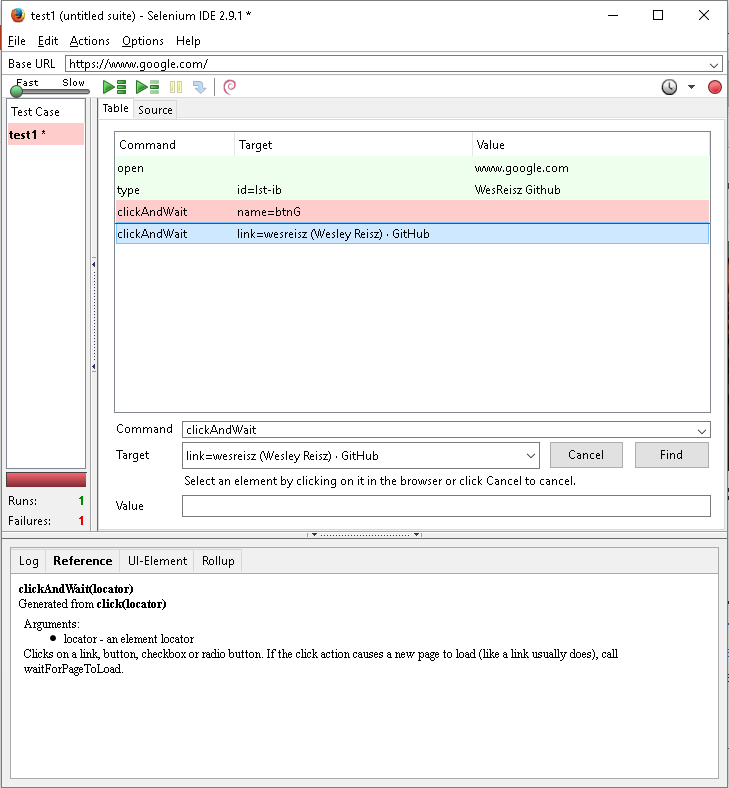 test1 (untitled suite) - Selenium IDE 2.9.1 *
File Edit Actions Options Help
Base URL https://www.google.com/
Fast Slow
Test Case
test1 *
Table Source
Command Target Value
open www.google.com
type id=lst-ib WesReisz Github
clickAndWait name=btnG
clickAndWait link=wesreisz (Wesley Reisz) · GitHub
Command clickAndWait
Target link=wesreisz (Wesley Reisz) · GitHub Cancel Find
Select an element by clicking on it in the browser or click Cancel to cancel.
Value
Runs: 1
Failures: 1
Log Reference UI-Element Rollup
clickAndWait(locator)
Generated from click(locator)
Arguments:
• locator - an element locator
Clicks on a link, button, checkbox or radio button. If the click action causes a new page to load (like a link usually does), call
waitForPageToLoad.